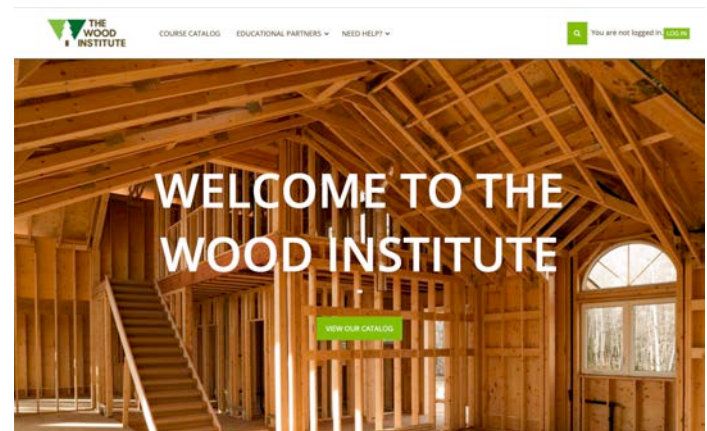 THE
WOOD
INSTITUTE
COURSE CATALOG EDUCATIONAL PARTNERS NEED HELP? You are not logged in. LOG IN
WELCOME TO THE
WOOD INSTITUTE
VIEW OUR CATALOG